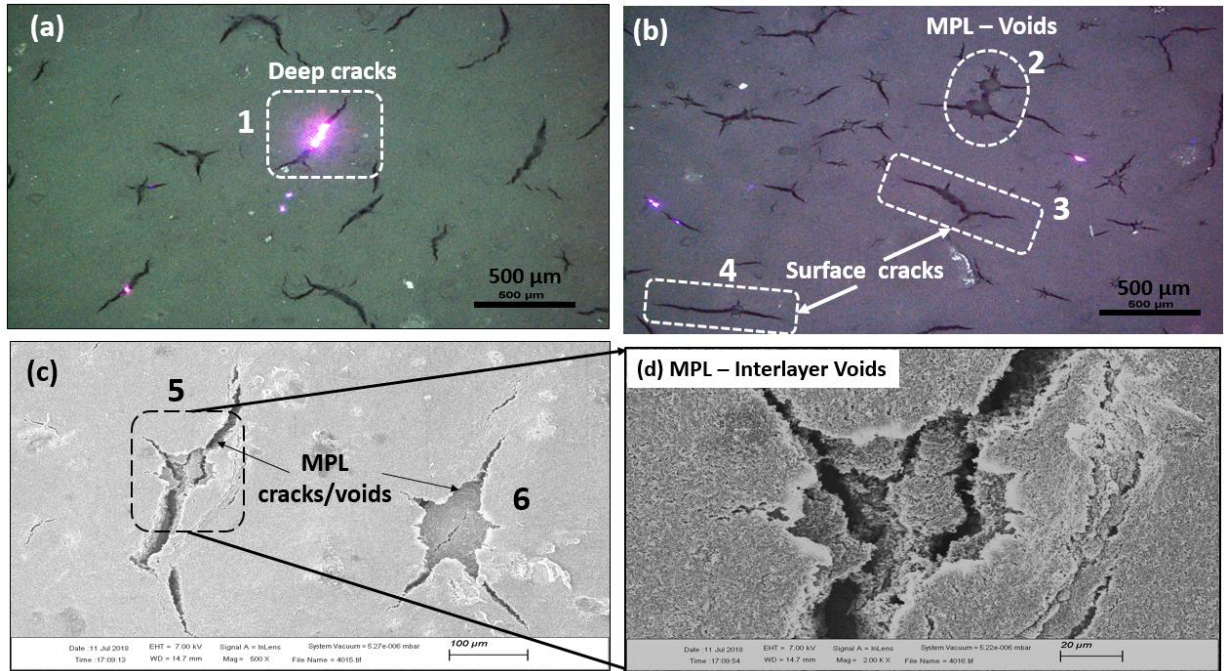 (a)
Deep cracks
1
500 µm
500 µm
(b)
MPL – Voids
2
3
4
Surface cracks
500 µm
500 µm
(c)
5
MPL
cracks/voids
6
Date :11 Jul 2018 EHT = 7.00 kV Signal A = InLens System Vacuum = 5.27e-006 mbar
Time :17:09:13 WD = 14.7 mm Mag = 500 X File Name = 4015.tif
100 µm
(d) MPL – Interlayer Voids
Date :11 Jul 2018 EHT = 7.00 kV Signal A = InLens System Vacuum = 5.22e-006 mbar
Time :17:09:54 WD = 14.7 mm Mag = 2.00 K X File Name = 4016.tif
20 µm